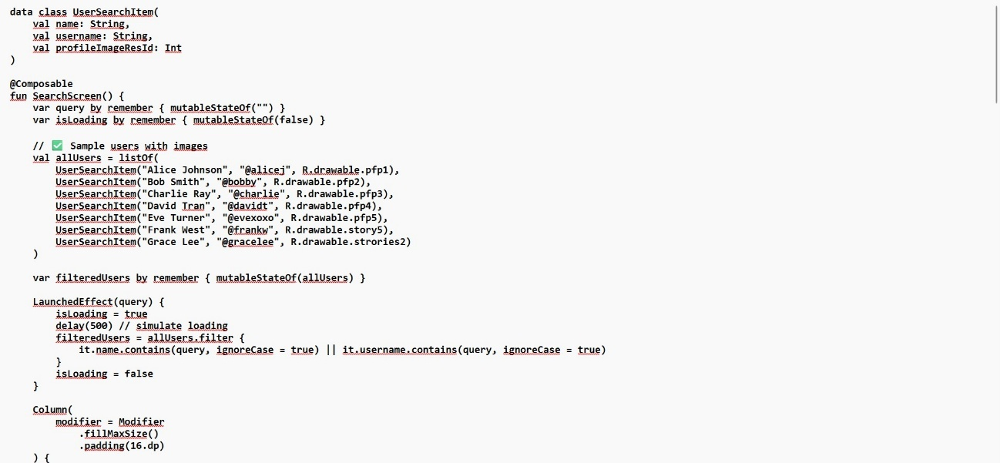 data class UserSearchItem(
    val name: String,
    val username: String,
    val profileImageResId: Int
)
@Composable
fun SearchScreen() {
    var query by remember { mutableStateOf("") }
    var isLoading by remember { mutableStateOf(false) }
    // ✅ Sample users with images
    val allUsers = listOf(
        UserSearchItem("Alice Johnson", "@alicej", R.drawable.pfp1),
        UserSearchItem("Bob Smith", "@bobby", R.drawable.pfp2),
        UserSearchItem("Charlie Ray", "@charlie", R.drawable.pfp3),
        UserSearchItem("David Tran", "@davidt", R.drawable.pfp4),
        UserSearchItem("Eve Turner", "@evexoxo", R.drawable.pfp5),
        UserSearchItem("Frank West", "@frankw", R.drawable.story5),
        UserSearchItem("Grace Lee", "@gracelee", R.drawable.strories2)
    )
    var filteredUsers by remember { mutableStateOf(allUsers) }
    LaunchedEffect(query) {
        isLoading = true
        delay(500) // simulate loading
        filteredUsers = allUsers.filter {
            it.name.contains(query, ignoreCase = true) || it.username.contains(query, ignoreCase = true)
        }
        isLoading = false
    }
    Column(
        modifier = Modifier
            .fillMaxSize()
            .padding(16.dp)
    ) {